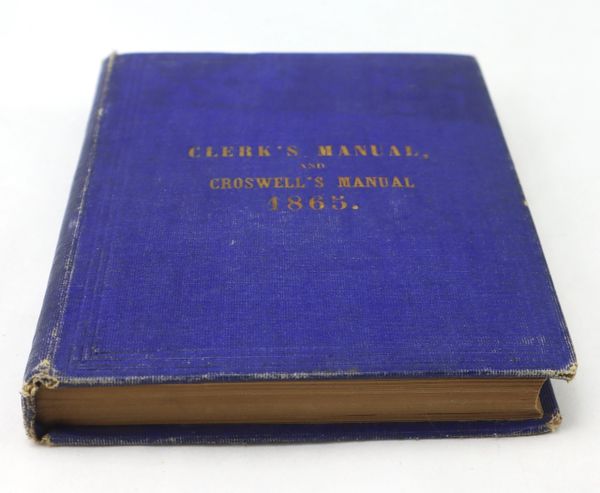 CLERK'S MANUAL,
AND
CROSWELL'S MANUAL
1865.